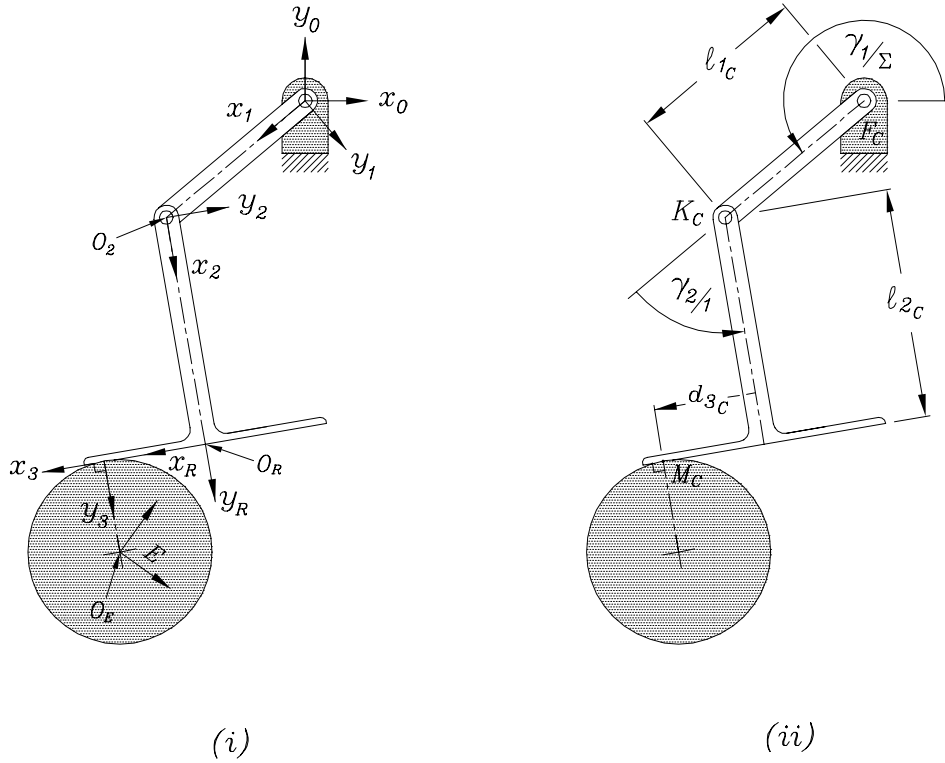 y0
x0
x1
y1
y2
O2
x2
x3
xR
OR
yR
y3
E
OE
(i)
ℓ1C
γ1/Σ
FC
KC
γ2/1
ℓ2C
d3C
MC
(ii)